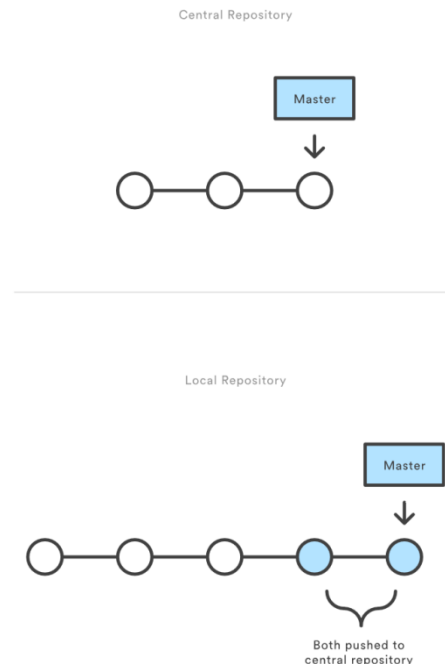 Central Repository
Master
Local Repository
Master
Both pushed to
central repository